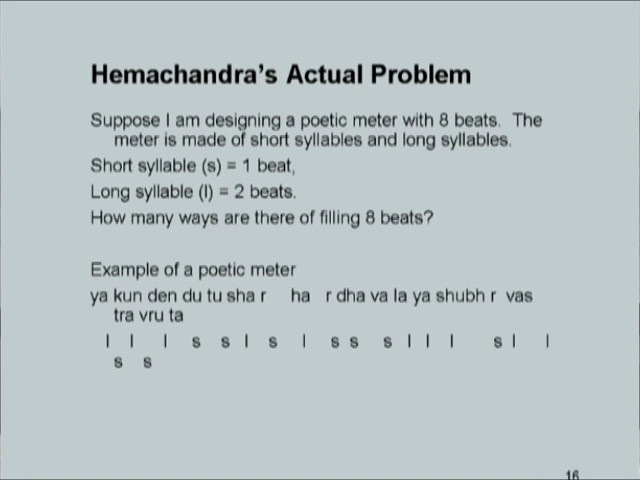 Hemachandra's Actual Problem
Suppose I am designing a poetic meter with 8 beats. The
meter is made of short syllables and long syllables.
Short syllable (s) = 1 beat,
Long syllable (l) = 2 beats.
How many ways are there of filling 8 beats?
Example of a poetic meter
ya kun den du tu sha r ha r dha va la ya shubh r vas
tra vru ta
l l l s s l s l s s s l l l s l l
s s
16